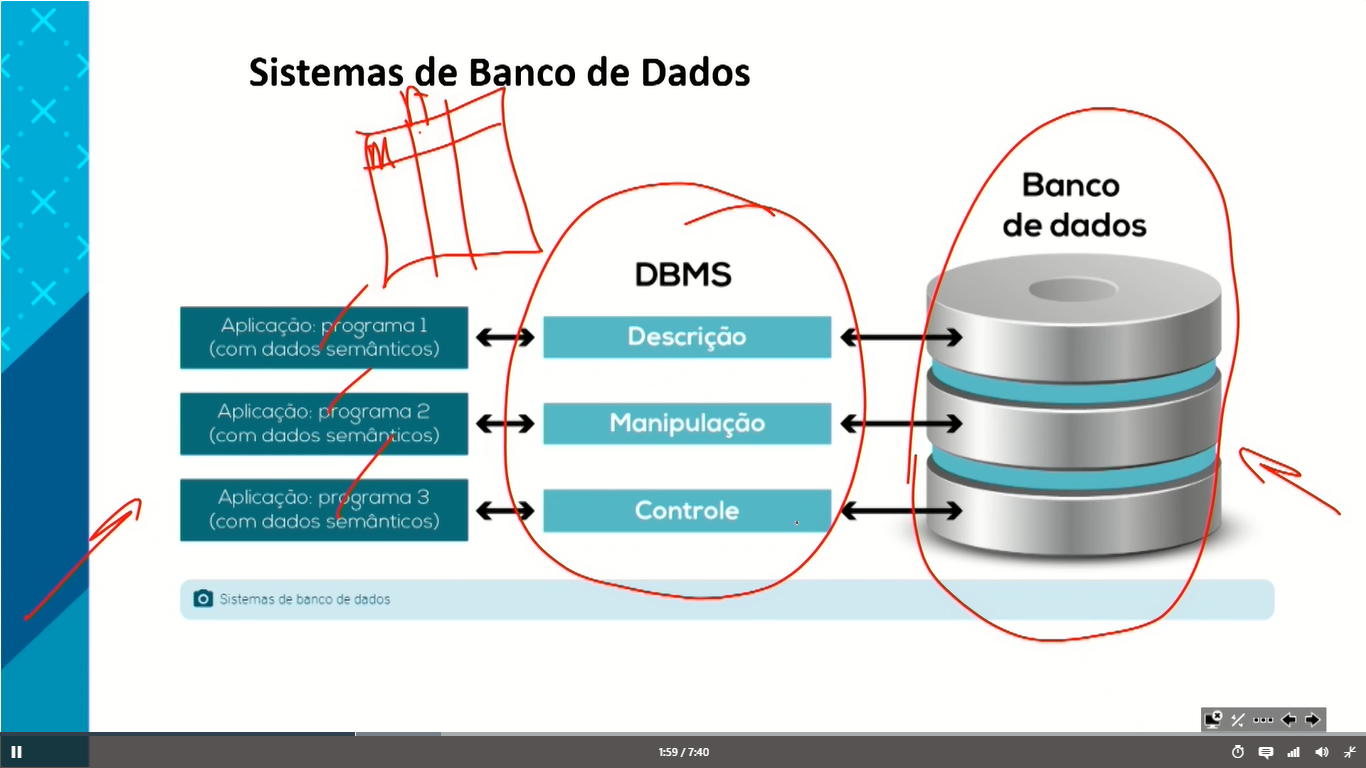 Sistemas de Banco de Dados
n
m
Banco
de dados
DBMS
Aplicação: programa 1
(com dados semânticos)
Descrição
Aplicação: programa 2
(com dados semânticos)
Manipulação
Aplicação: programa 3
(com dados semânticos)
Controle
Sistemas de banco de dados
1:59 / 7:40